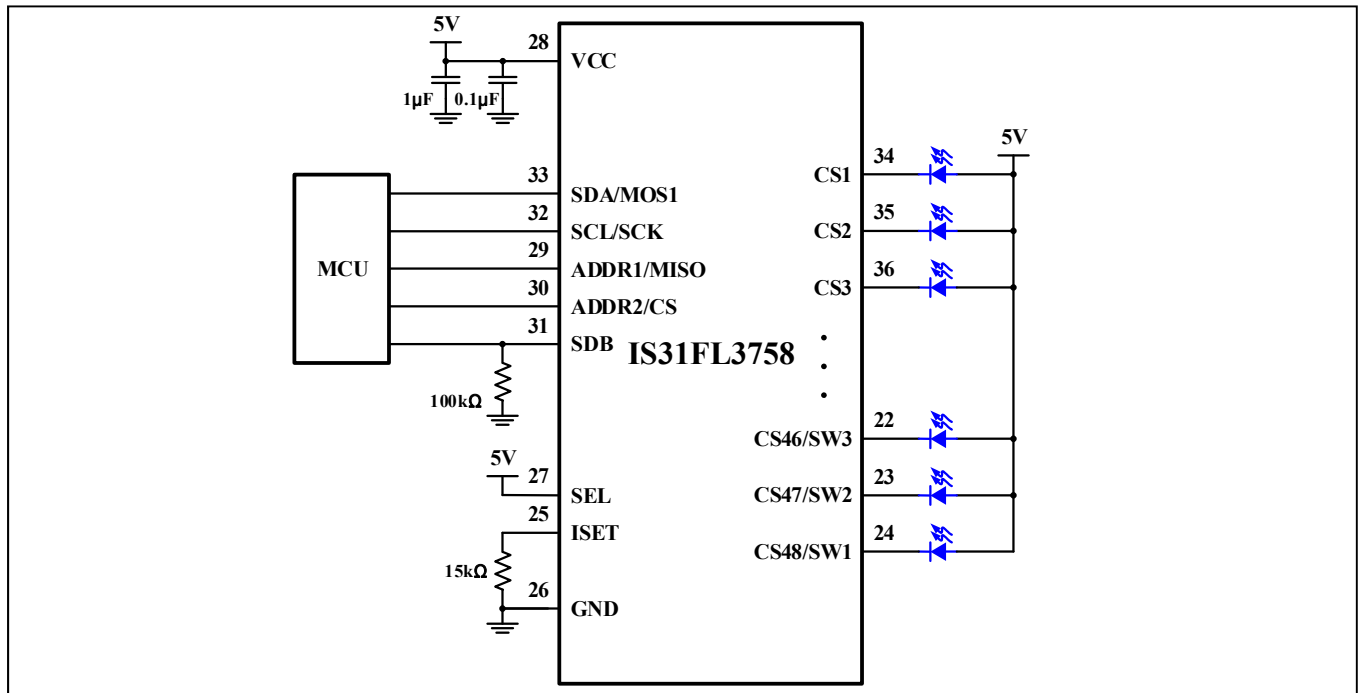 5V
28
VCC
1μF
0.1μF
33
SDA/MOS1
32
SCL/SCK
29
ADDR1/MISO
30
ADDR2/CS
31
SDB
MCU
100kΩ
5V
27
SEL
25
ISET
15kΩ
26
GND
IS31FL3758
5V
34
CS1
35
CS2
36
CS3
22
CS46/SW3
23
CS47/SW2
24
CS48/SW1